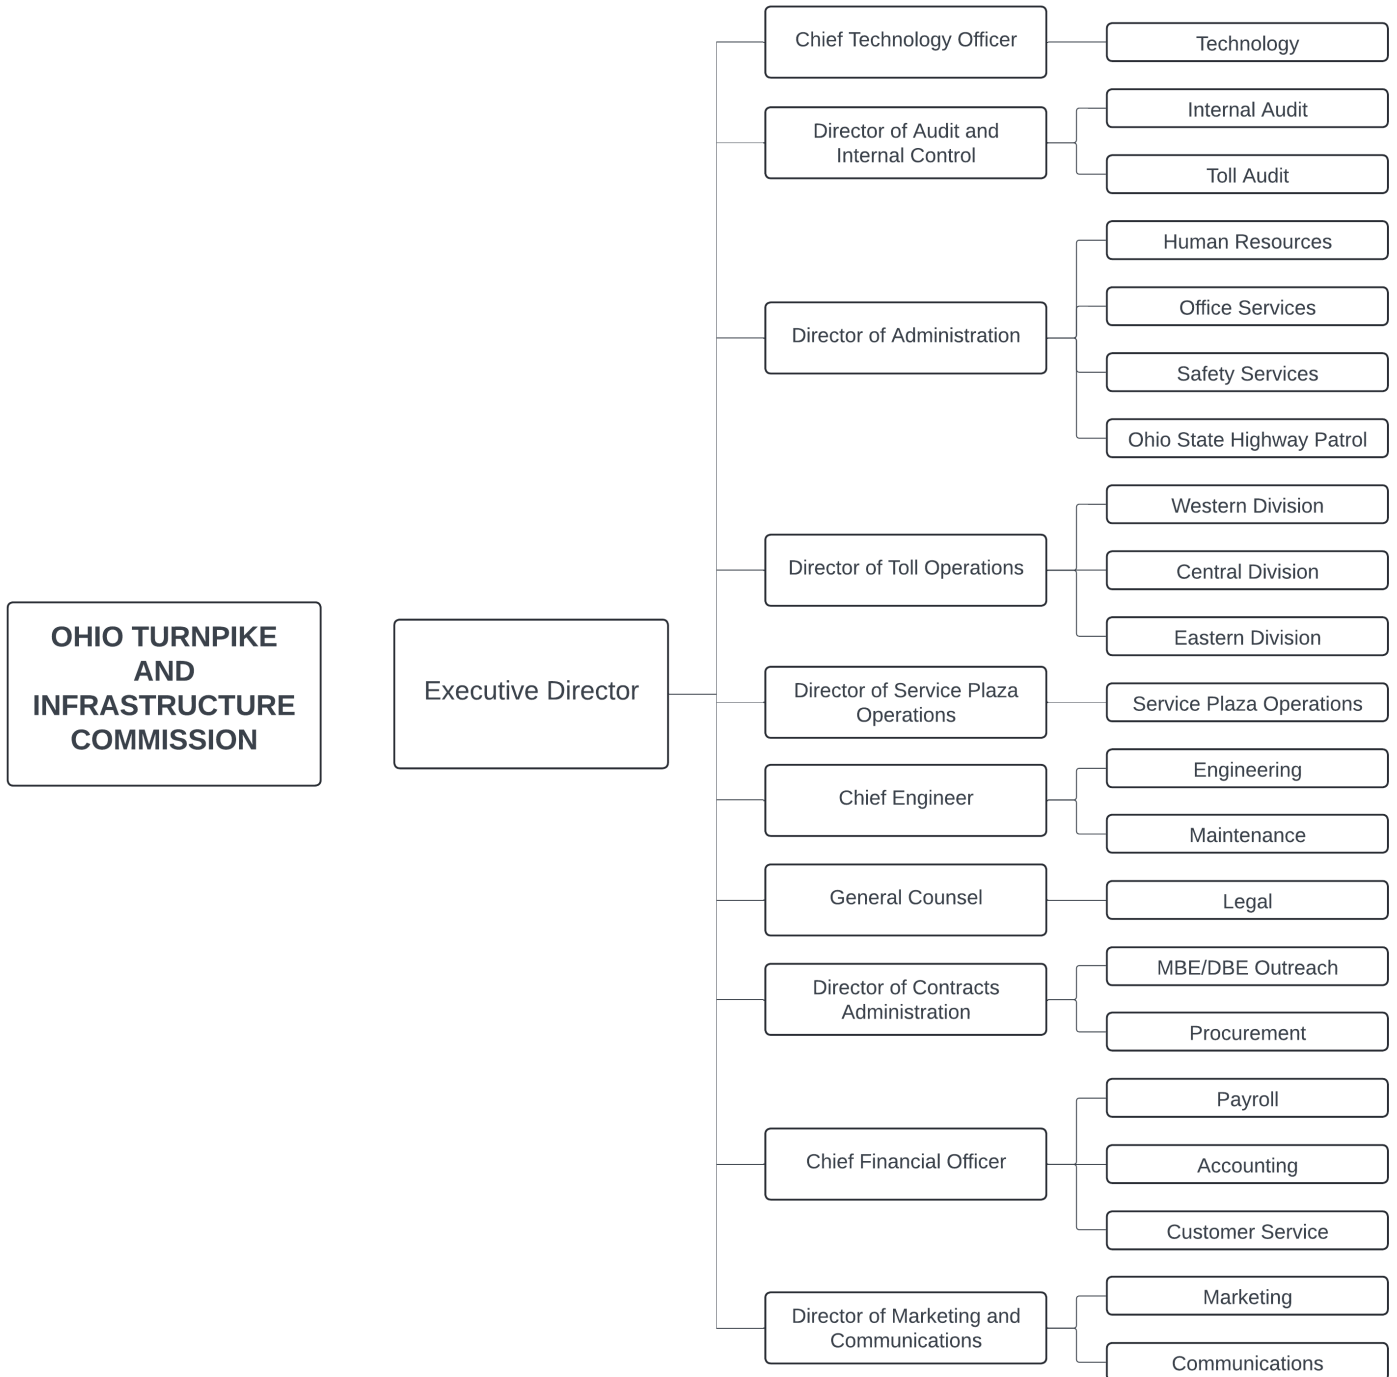 OHIO TURNPIKE
AND
INFRASTRUCTURE
COMMISSION
Executive Director
Chief Technology Officer
Technology
Director of Audit and
Internal Control
Internal Audit
Toll Audit
Director of Administration
Human Resources
Office Services
Safety Services
Ohio State Highway Patrol
Director of Toll Operations
Western Division
Central Division
Eastern Division
Director of Service Plaza
Operations
Service Plaza Operations
Chief Engineer
Engineering
Maintenance
General Counsel
Legal
Director of Contracts
Administration
MBE/DBE Outreach
Procurement
Chief Financial Officer
Payroll
Accounting
Customer Service
Director of Marketing and
Communications
Marketing
Communications